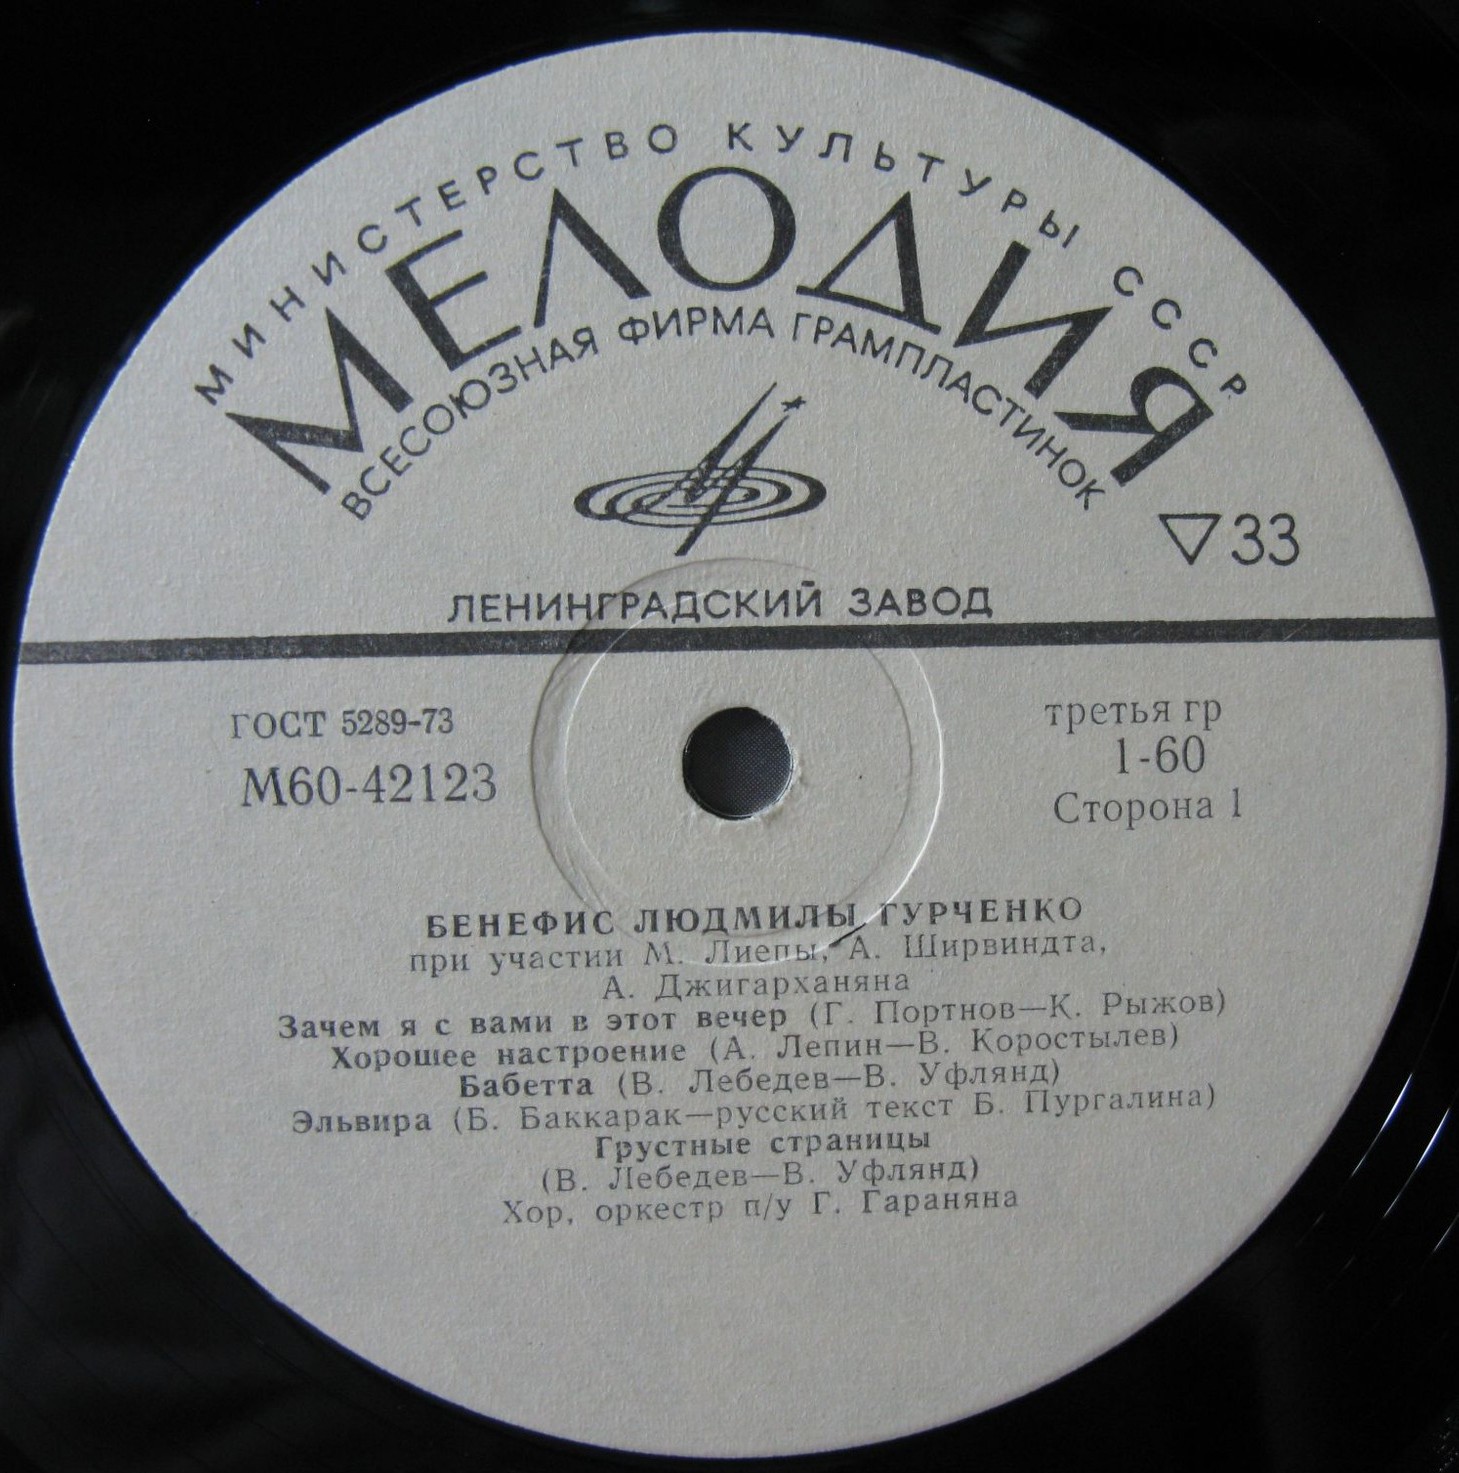 МИНИСТЕРСТВО КУЛЬТУРЫ СССР
МЕЛОДИЯ
ВСЕСОЮЗНАЯ ФИРМА ГРАМПЛАСТИНОК
33
ЛЕНИНГРАДСКИЙ ЗАВОД
ГОСТ 5289-73
М60-42123
третья гр
1-60
Сторона 1
БЕНЕФИС ЛЮДМИЛЫ ГУРЧЕНКО
при участии М. Лиепы, А. Ширвиндта,
А. Джигарханяна
Зачем я с вами в этот вечер (Г. Портнов—К. Рыжов)
Хорошее настроение (А. Лепин—В. Коростылев)
Бабетта (В. Лебедев—В. Уфлянд)
Эльвира (Б. Баккарак—русский текст Б. Пургалина)
Грустные страницы
(В. Лебедев—В. Уфлянд)
Хор, оркестр п/у Г. Гараняна